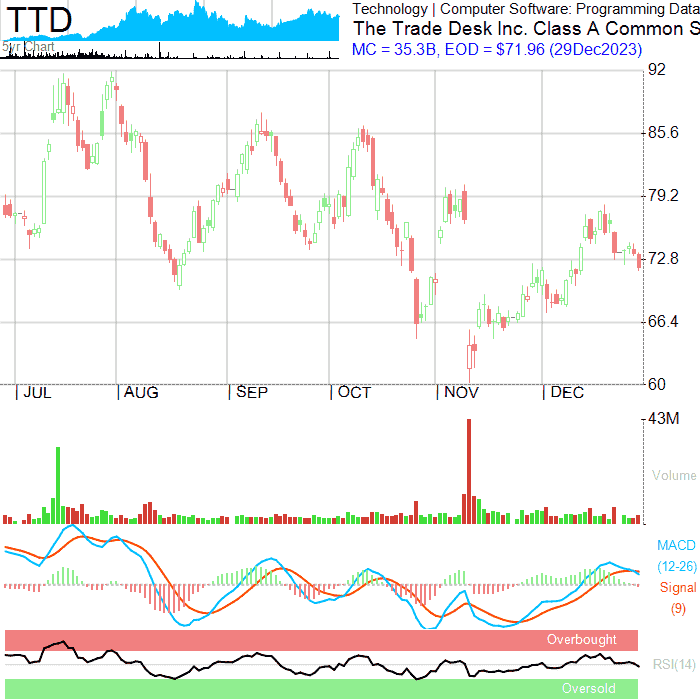 TTD
5yr Chart
Technology | Computer Software: Programming Data
The Trade Desk Inc. Class A Common S
MC = 35.3B, EOD = $71.96 (29Dec2023)
92
85.6
79.2
72.8
66.4
60
| JUL | AUG | SEP | OCT | NOV | DEC
43M
Volume
MACD
(12-26)
Signal
(9)
Overbought
RSI(14)
Oversold